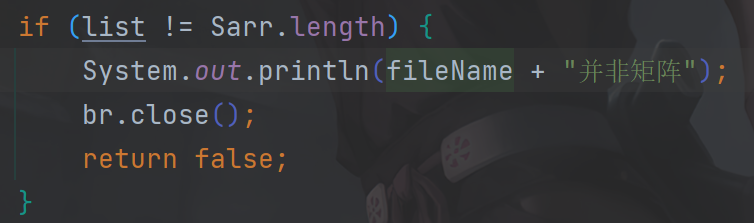 if (list != Sarr.length) {
System.out.println(fileName + "并非矩阵");
br.close();
return false;
}